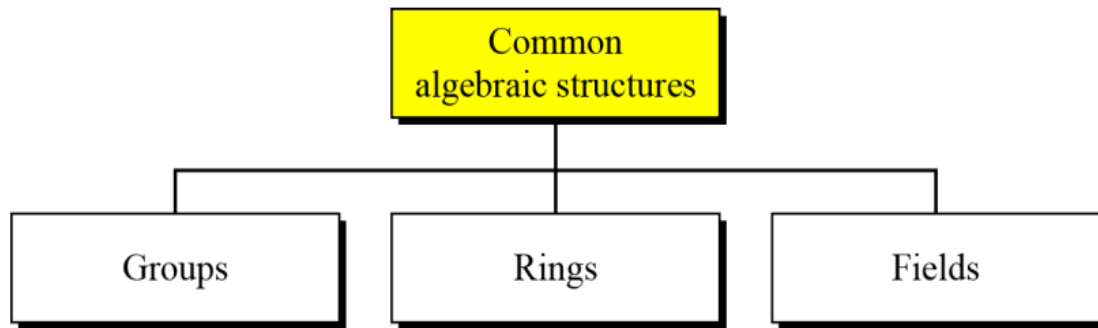 Common
algebraic structures
Groups
Rings
Fields